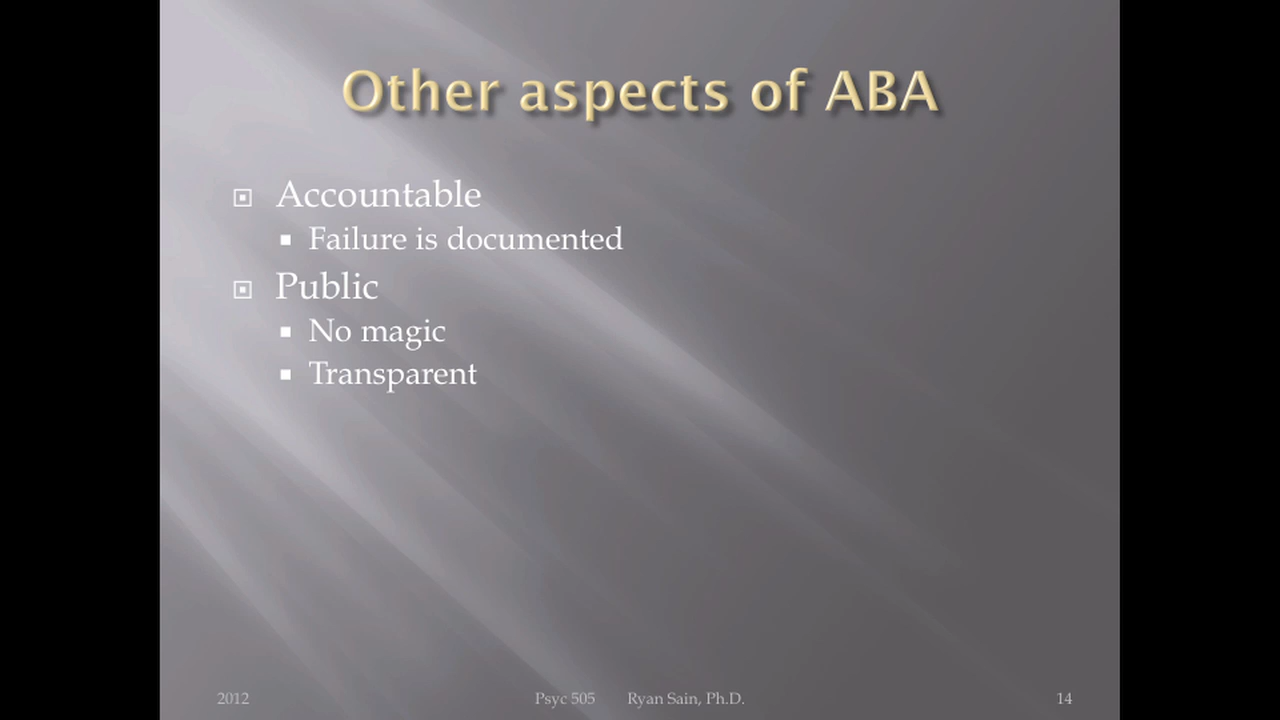 Other aspects of ABA
Accountable
Failure is documented
Public
No magic
Transparent
2012 Psyc 505 Ryan Sain, Ph.D. 14